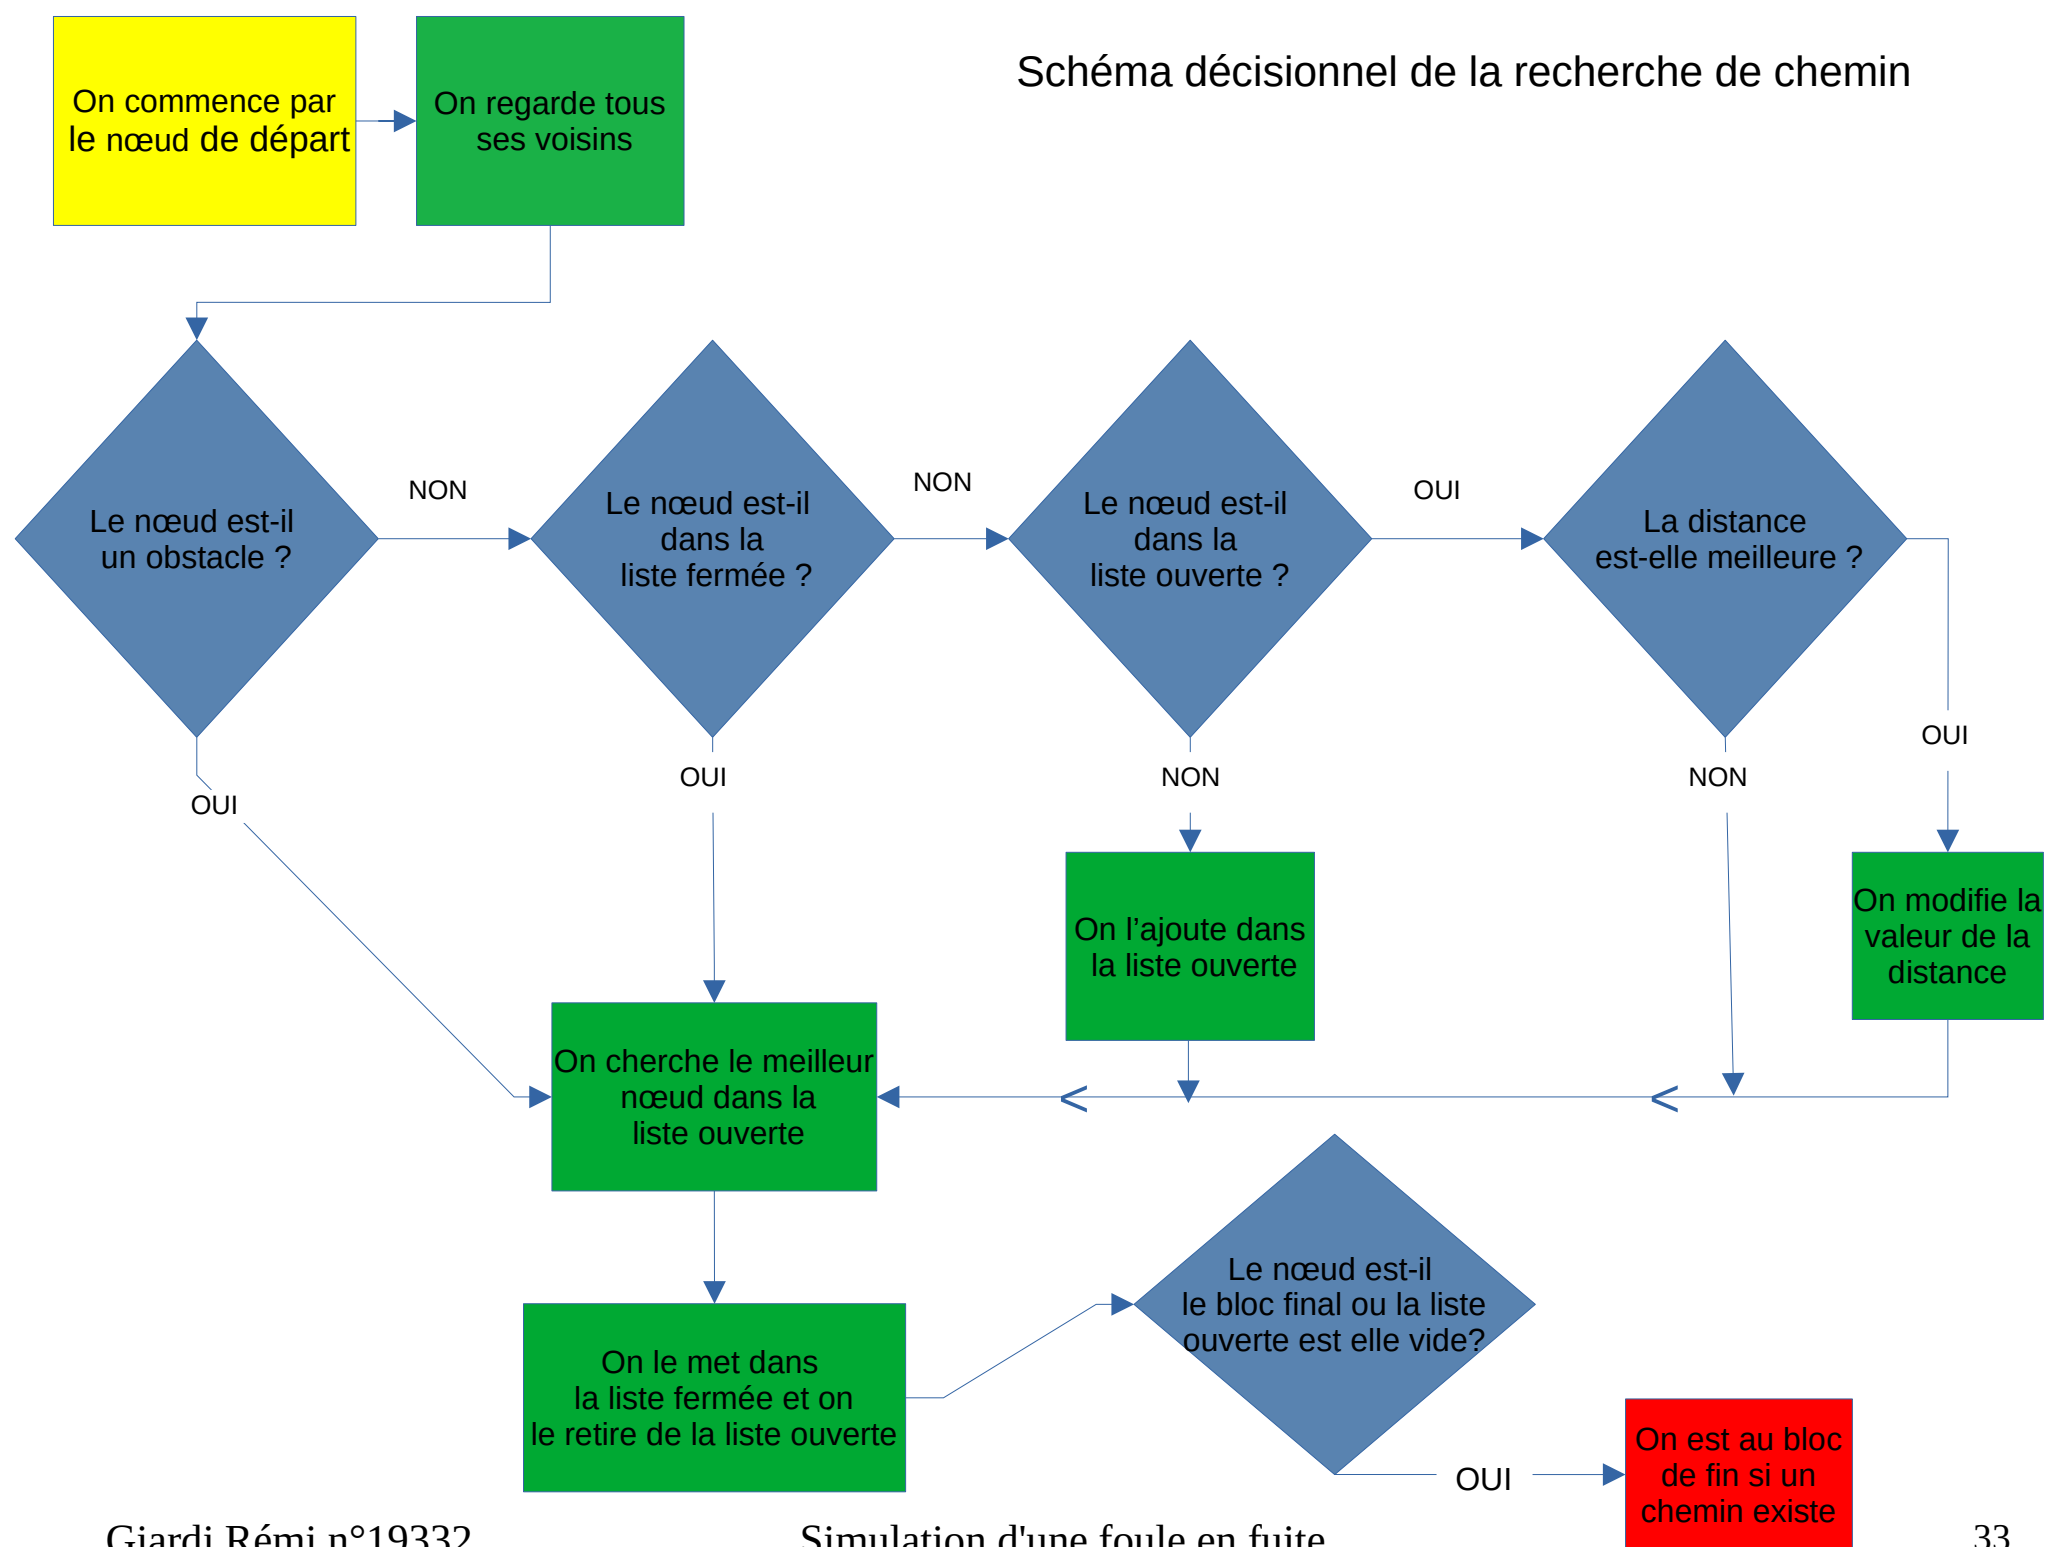 Schéma décisionnel de la recherche de chemin
On commence par
le nœud de départ
On regarde tous
ses voisins
Le nœud est-il
un obstacle ?
NON
Le nœud est-il
dans la
liste fermée ?
NON
Le nœud est-il
dans la
liste ouverte ?
OUI
La distance
est-elle meilleure ?
OUI
OUI
OUI
NON
NON
On l’ajoute dans
la liste ouverte
On modifie la
valeur de la
distance
On cherche le meilleur
nœud dans la
liste ouverte
<
<
On le met dans
la liste fermée et on
le retire de la liste ouverte
Le nœud est-il
le bloc final ou la liste
ouverte est elle vide?
OUI
On est au bloc
de fin si un
chemin existe
Giardi Rémi n°19332
Simulation d'une foule en fuite
33